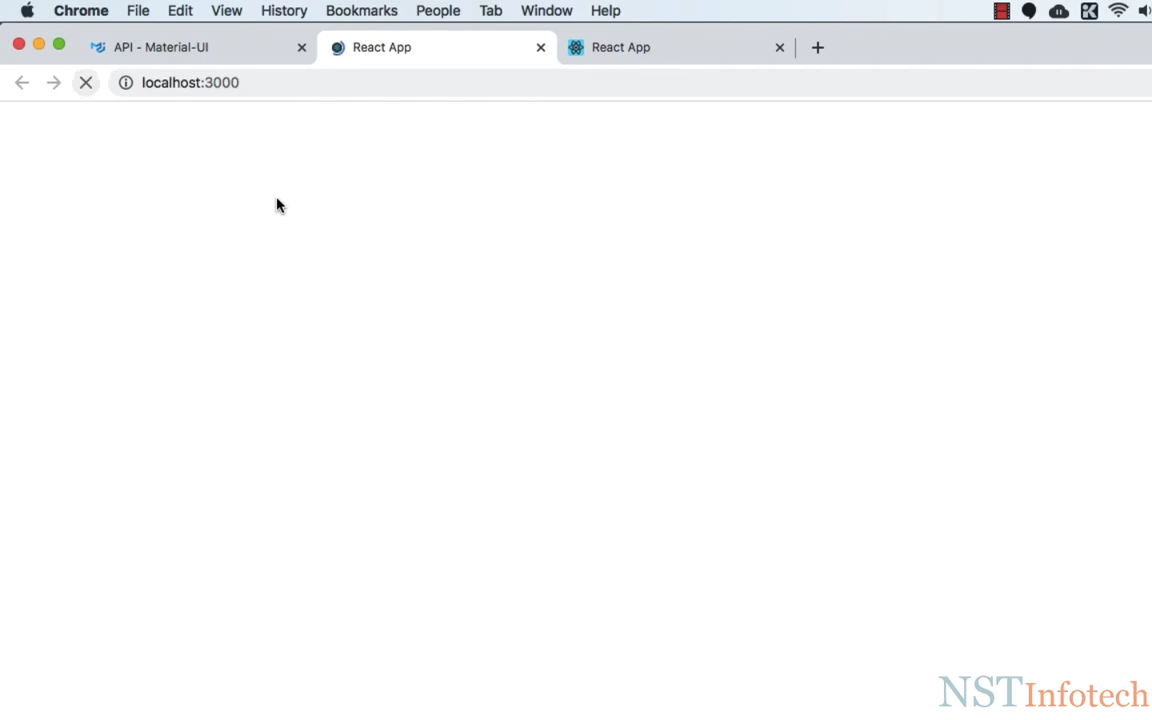 Chrome File Edit View History Bookmarks People Tab Window Help
API - Material-UI React App React App
localhost:3000
NSTInfotech